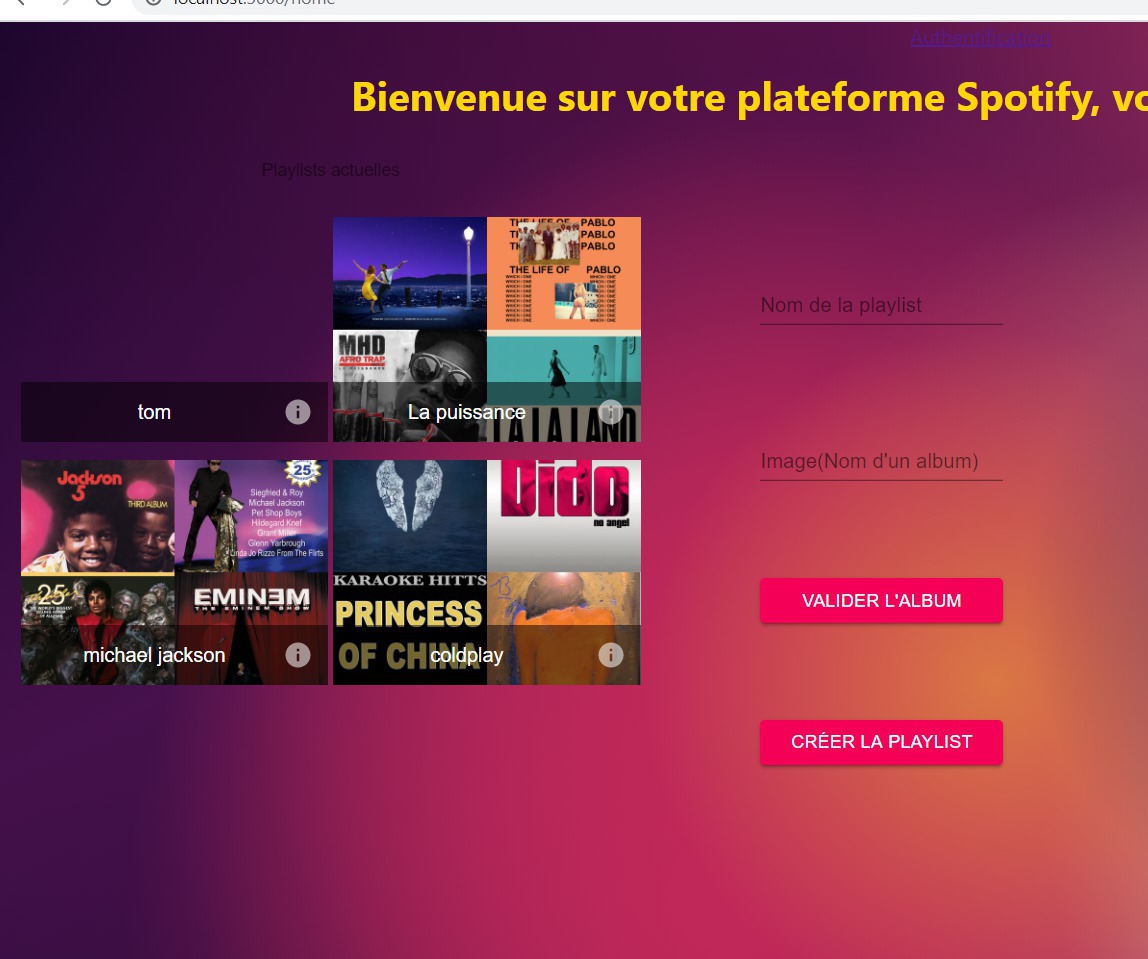 localhost:3000/home
Authentification
Bienvenue sur votre plateforme Spotify, vo
Playlists actuelles
THE LIFE OF PABLO
PABLO
PABLO
THE LIFE OF PABLO
MHD
AFRO TRAP
LA PUISSANCE
LA LA LAND
tom
La puissance
Nom de la playlist
Image(Nom d'un album)
Jackson
5
THIRD ALBUM
25
Siegfried & Roy
Michael Jackson
Pet Shop Boys
Hildegard Knef
Grant Miller
Glenn Yarbrough
Linda Jo Rizzo From The Flirts
Dido
no angel
25
EMINEM
THE EMINEM SHOW
KARAOKE HITTS
PRINCESS
OF CHINA
michael jackson
coldplay
VALIDER L'ALBUM
CRÉER LA PLAYLIST